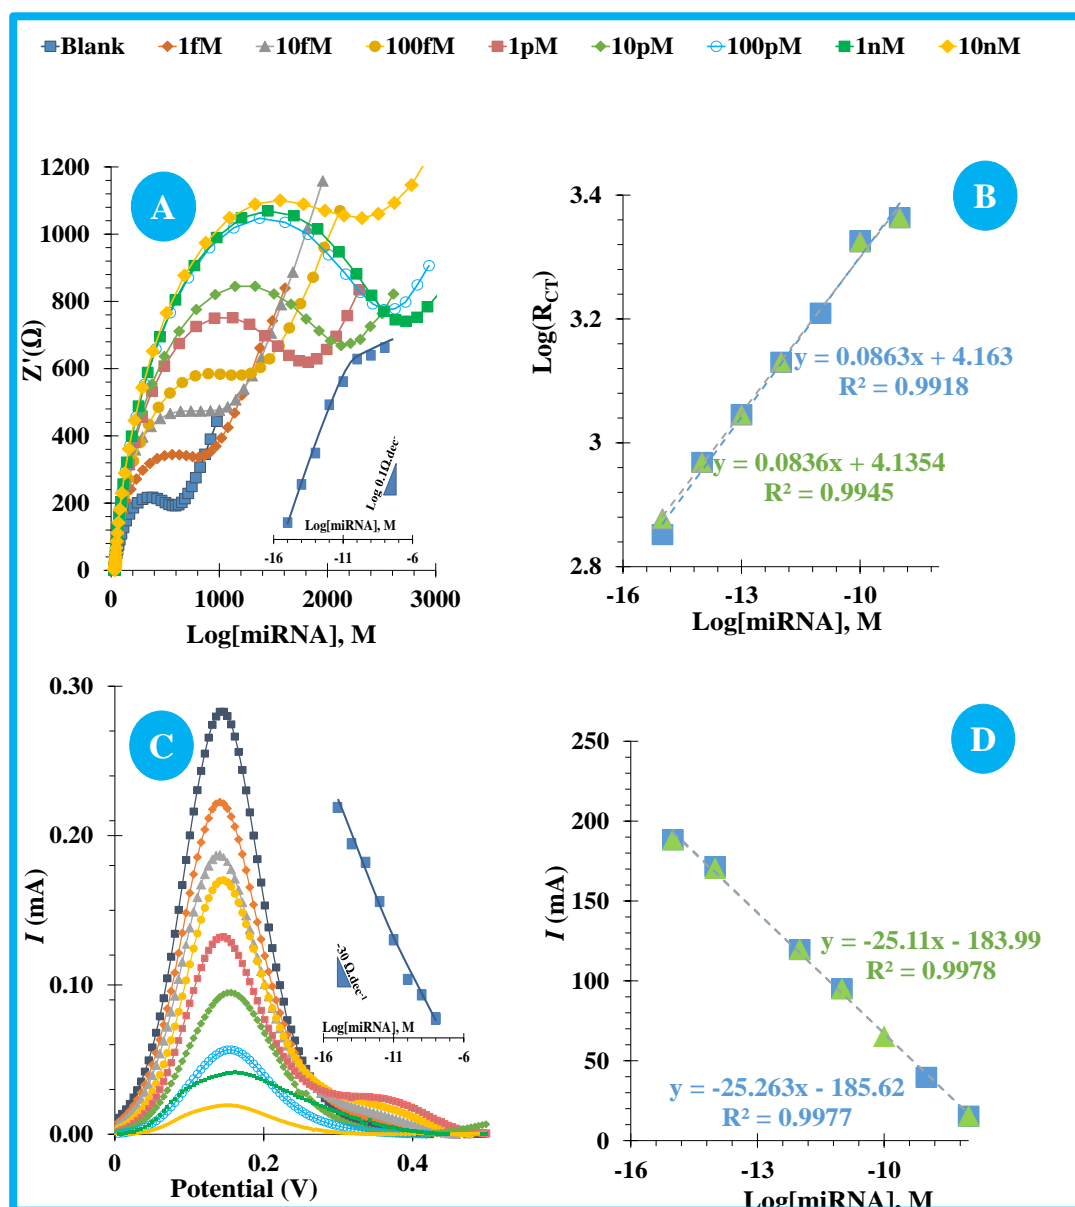 Blank 1fM 10fM 100fM 1pM 10pM 100pM 1nM 10nM
A
Z'(Ω)
1200
1000
800
600
400
200
0
0 1000 2000 3000
Log[miRNA], M
Log 0.1Ω.dec-
Log[miRNA], M
-16 -11 -6
B
Log(R_CT)
3.4
3.2
3
2.8
y = 0.0863x + 4.163
R² = 0.9918
y = 0.0836x + 4.1354
R² = 0.9945
-16 -13 -10
Log[miRNA], M
C
I (mA)
0.30
0.20
0.10
0.00
0 0.2 0.4
Potential (V)
-30 Ω.dec⁻¹
Log[miRNA], M
-16 -11 -6
D
I (mA)
250
200
150
100
50
0
y = -25.11x - 183.99
R² = 0.9978
y = -25.263x - 185.62
R² = 0.9977
-16 -13 -10
Log[miRNA], M